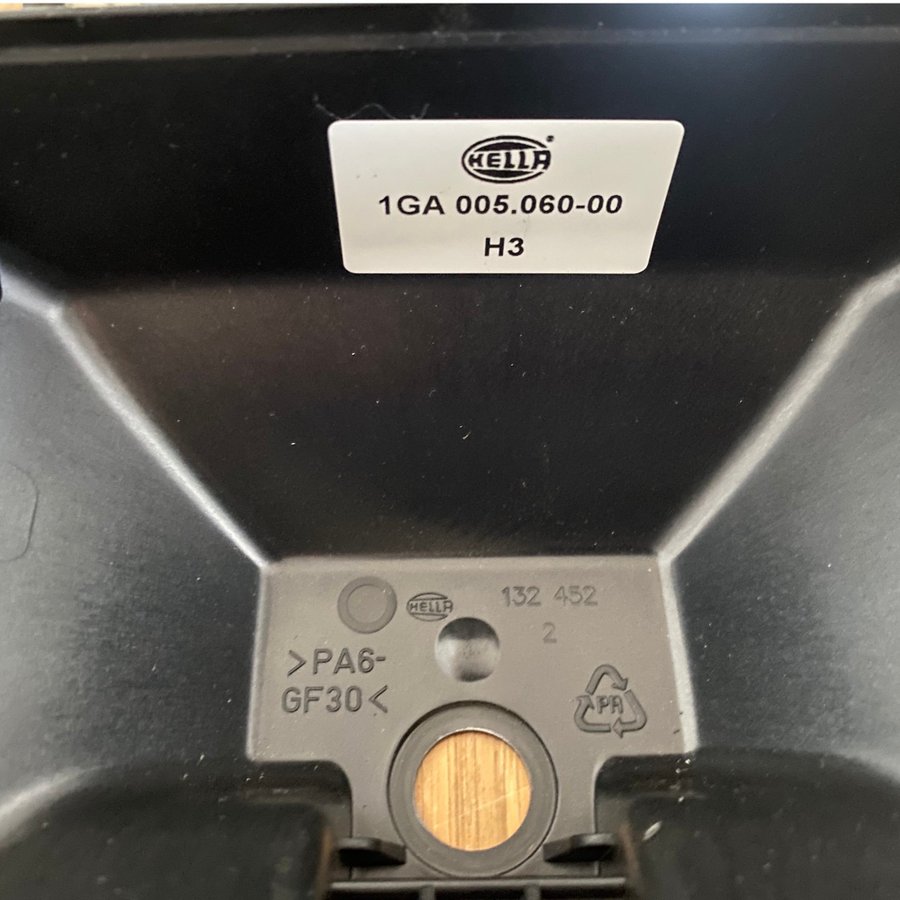 HELLA
1GA 005.060-00
H3
HELLA
132 452
2
>PA6-
GF30<
PA